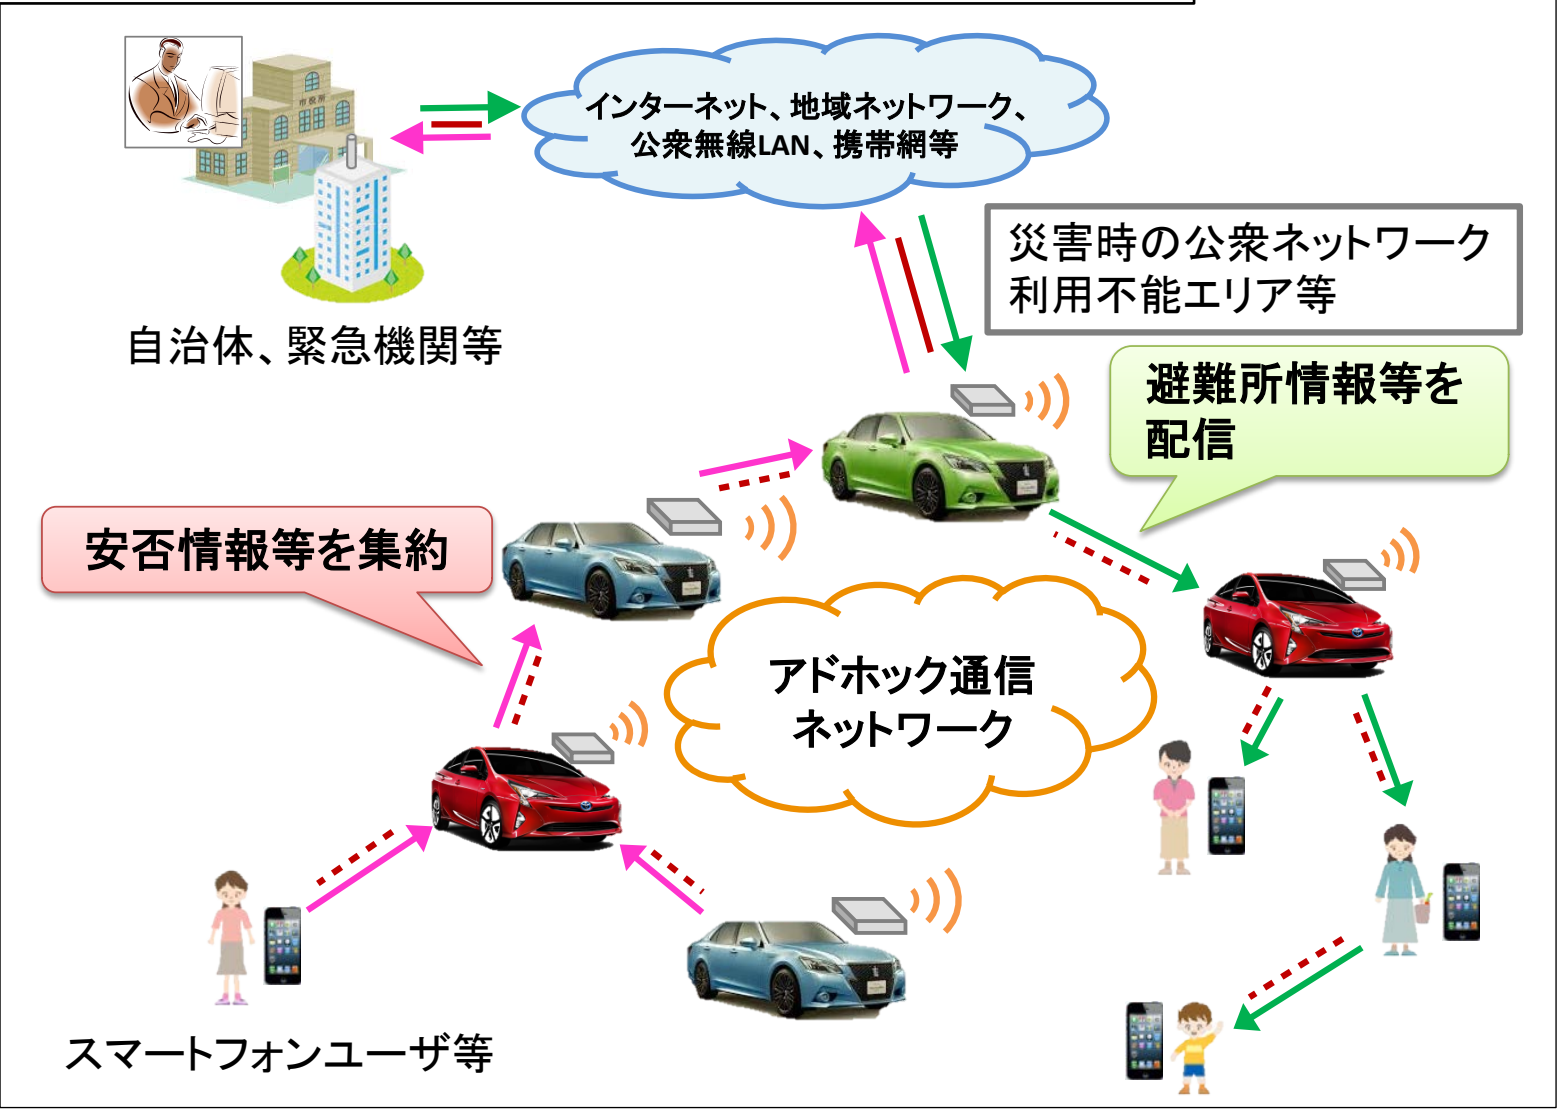 市役所
インターネット、地域ネットワーク、
公衆無線LAN、携帯網等
災害時の公衆ネットワーク
利用不能エリア等
自治体、緊急機関等
避難所情報等を
配信
安否情報等を集約
アドホック通信
ネットワーク
スマートフォンユーザ等